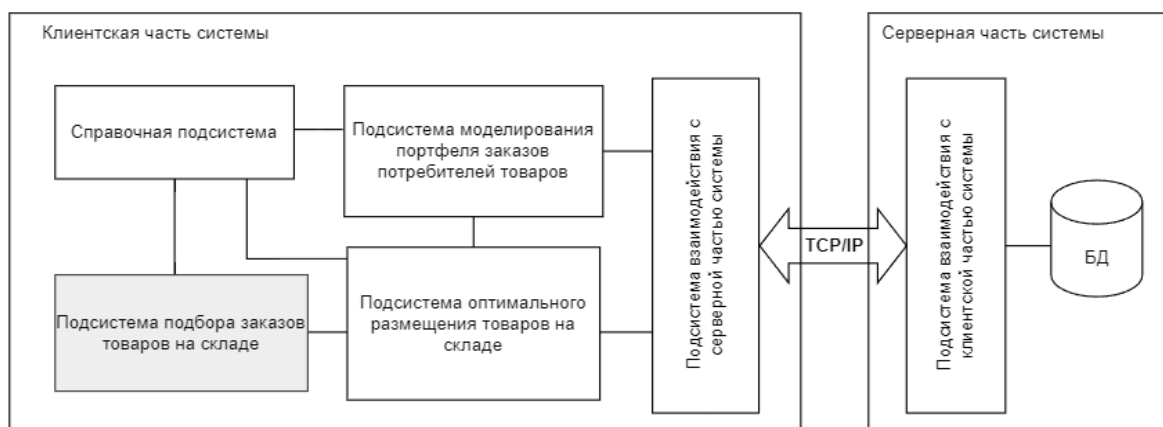 Клиентская часть системы
Серверная часть системы
Справочная подсистема
Подсистема моделирования
портфеля заказов
потребителей товаров
Подсистема подбора заказов
товаров на складе
Подсистема оптимального
размещения товаров на
складе
Подсистема взаимодействия с
серверной частью системы
TCP/IP
Подсистема взаимодействия с
клиентской частью системы
БД